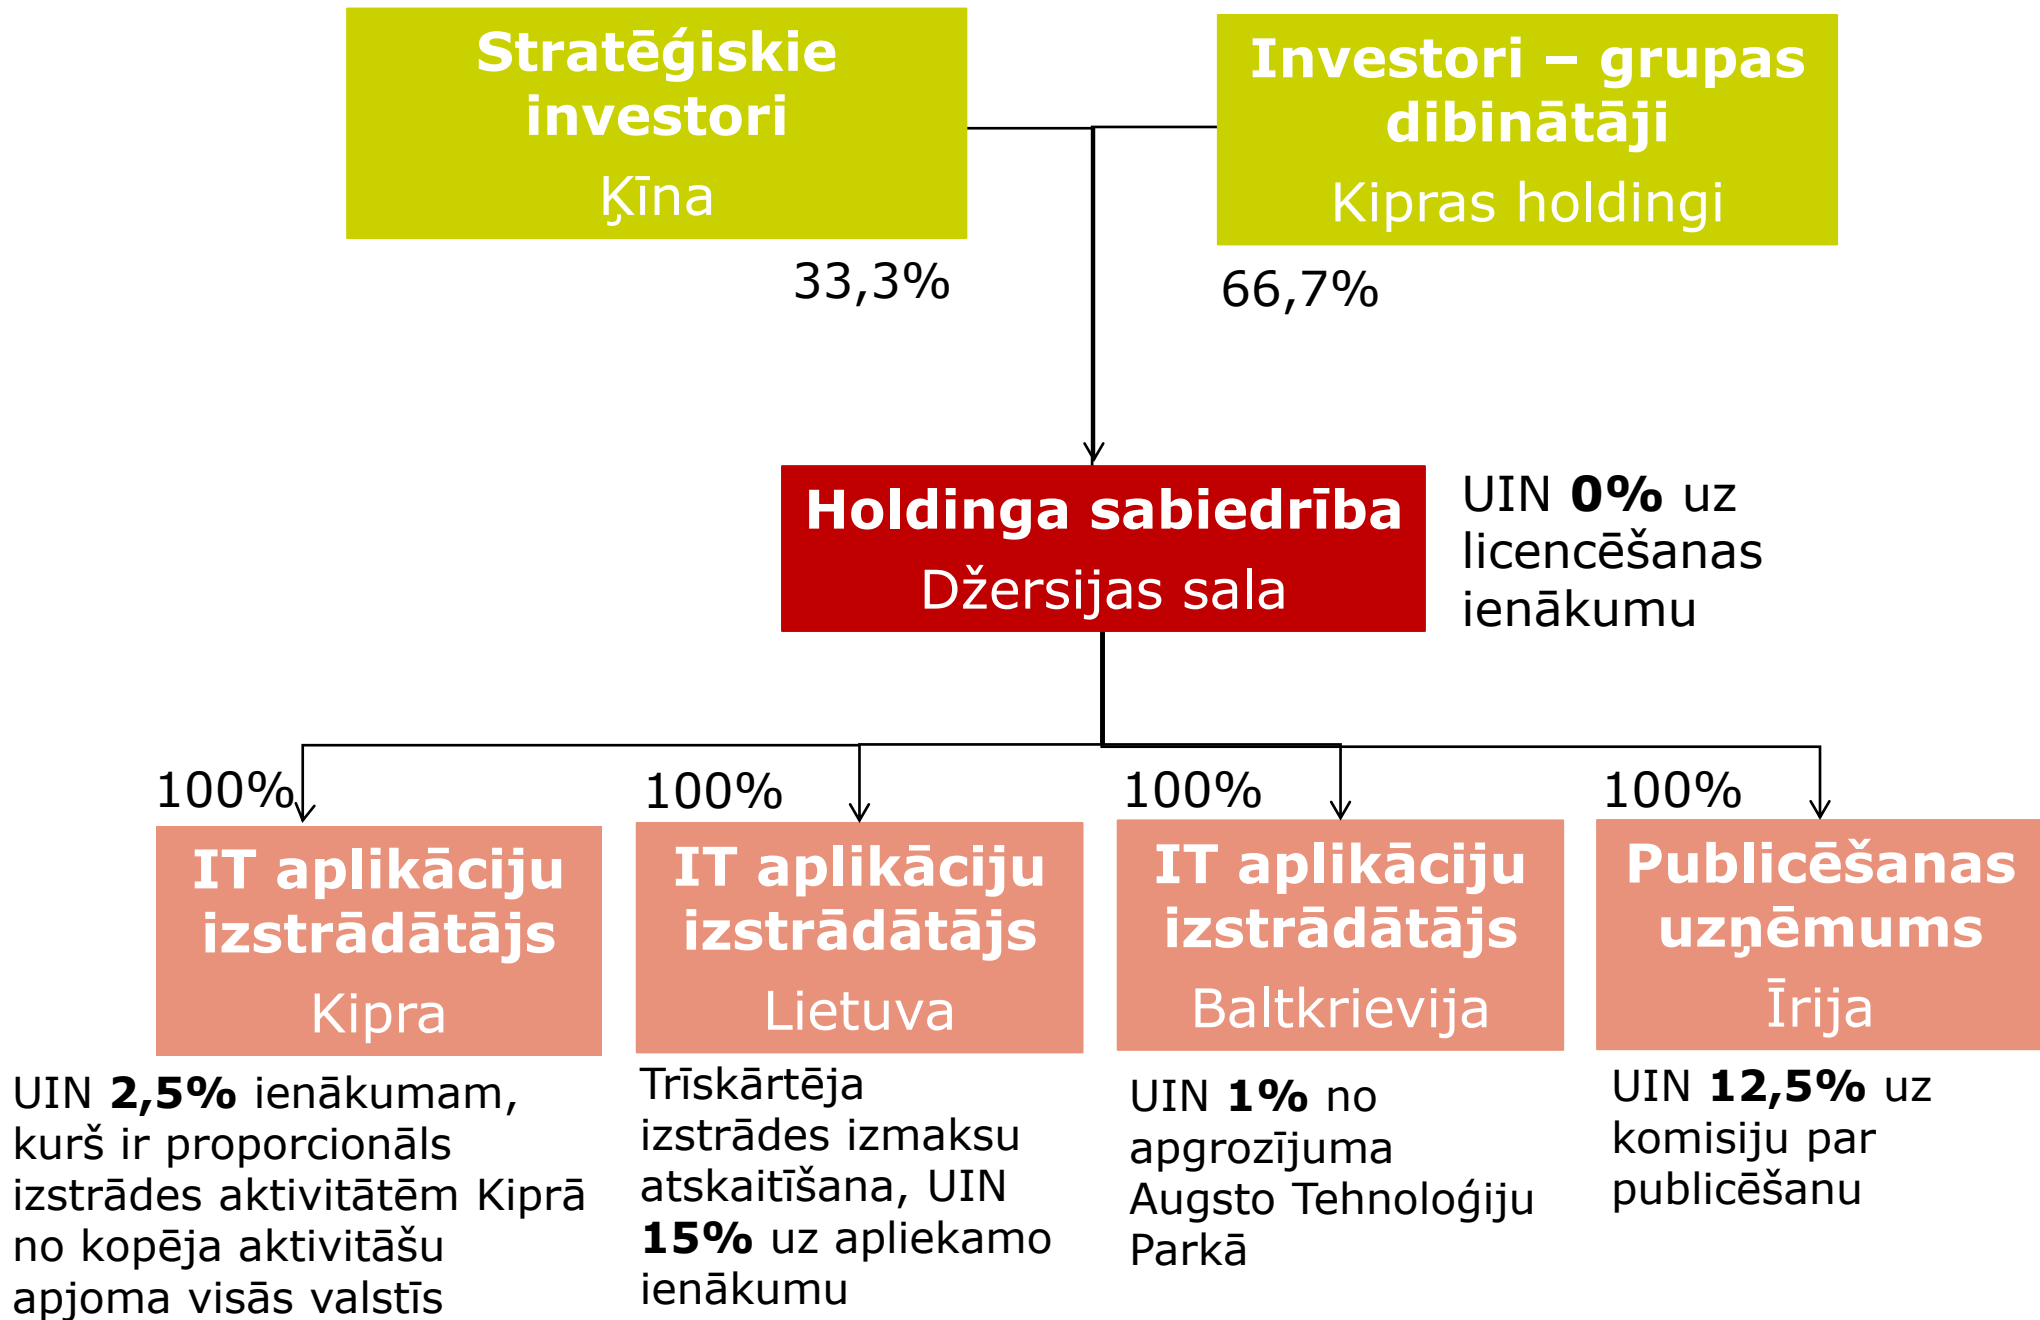 Stratēģiskie
investori
Ķīna
Investori – grupas
dibinātāji
Kipras holdingi
33,3%
66,7%
Holdinga sabiedrība
Džersijas sala
UIN 0% uz
licencēšanas
ienākumu
100%
IT aplikāciju
izstrādātājs
Kipra
UIN 2,5% ienākumam,
kurš ir proporcionāls
izstrādes aktivitātēm Kiprā
no kopēja aktivitāšu
apjoma visās valstīs
100%
IT aplikāciju
izstrādātājs
Lietuva
Trīskārtēja
izstrādes izmaksu
atskaitīšana, UIN
15% uz apliekamo
ienākumu
100%
IT aplikāciju
izstrādātājs
Baltkrievija
UIN 1% no
apgrozījuma
Augsto Tehnoloģiju
Parkā
100%
Publicēšanas
uzņēmums
Īrija
UIN 12,5% uz
komisiju par
publicēšanu